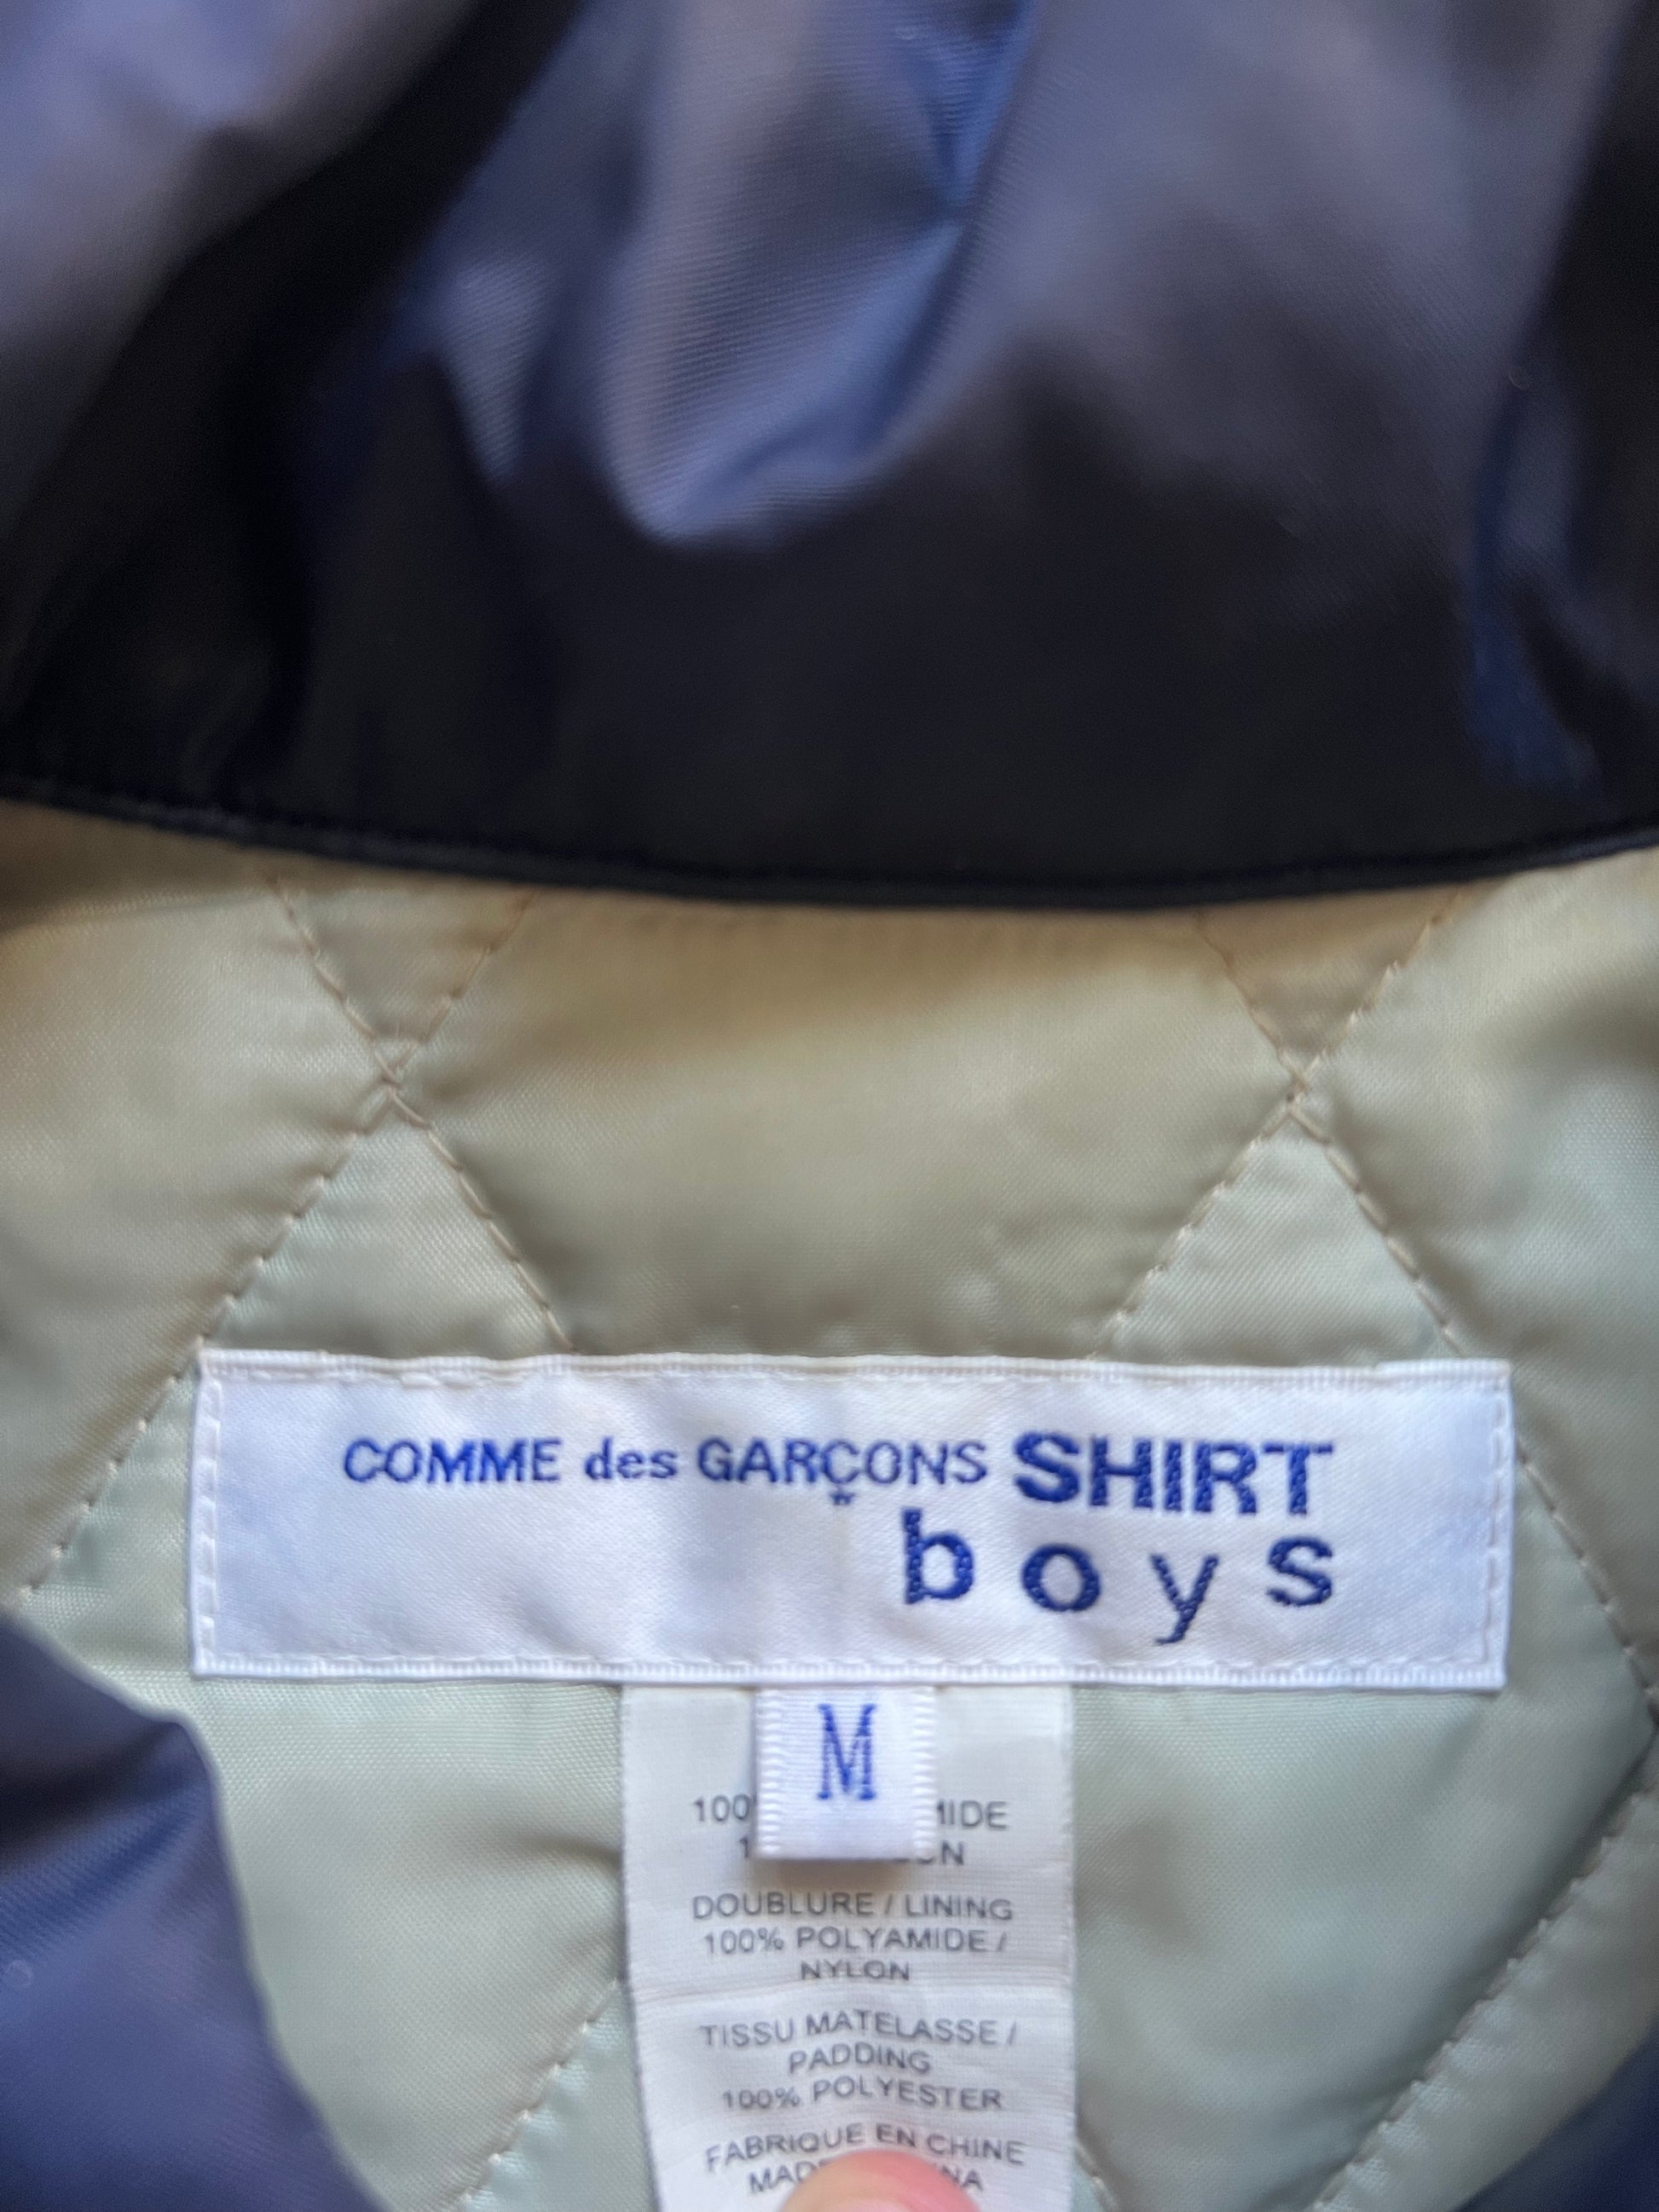 COMME des GARÇONS SHIRT
boys
M
DOUBLURE / LINING
100% POLYAMIDE /
NYLON
TISSU MATELASSE /
PADDING
100% POLYESTER
FABRIQUE EN CHINE